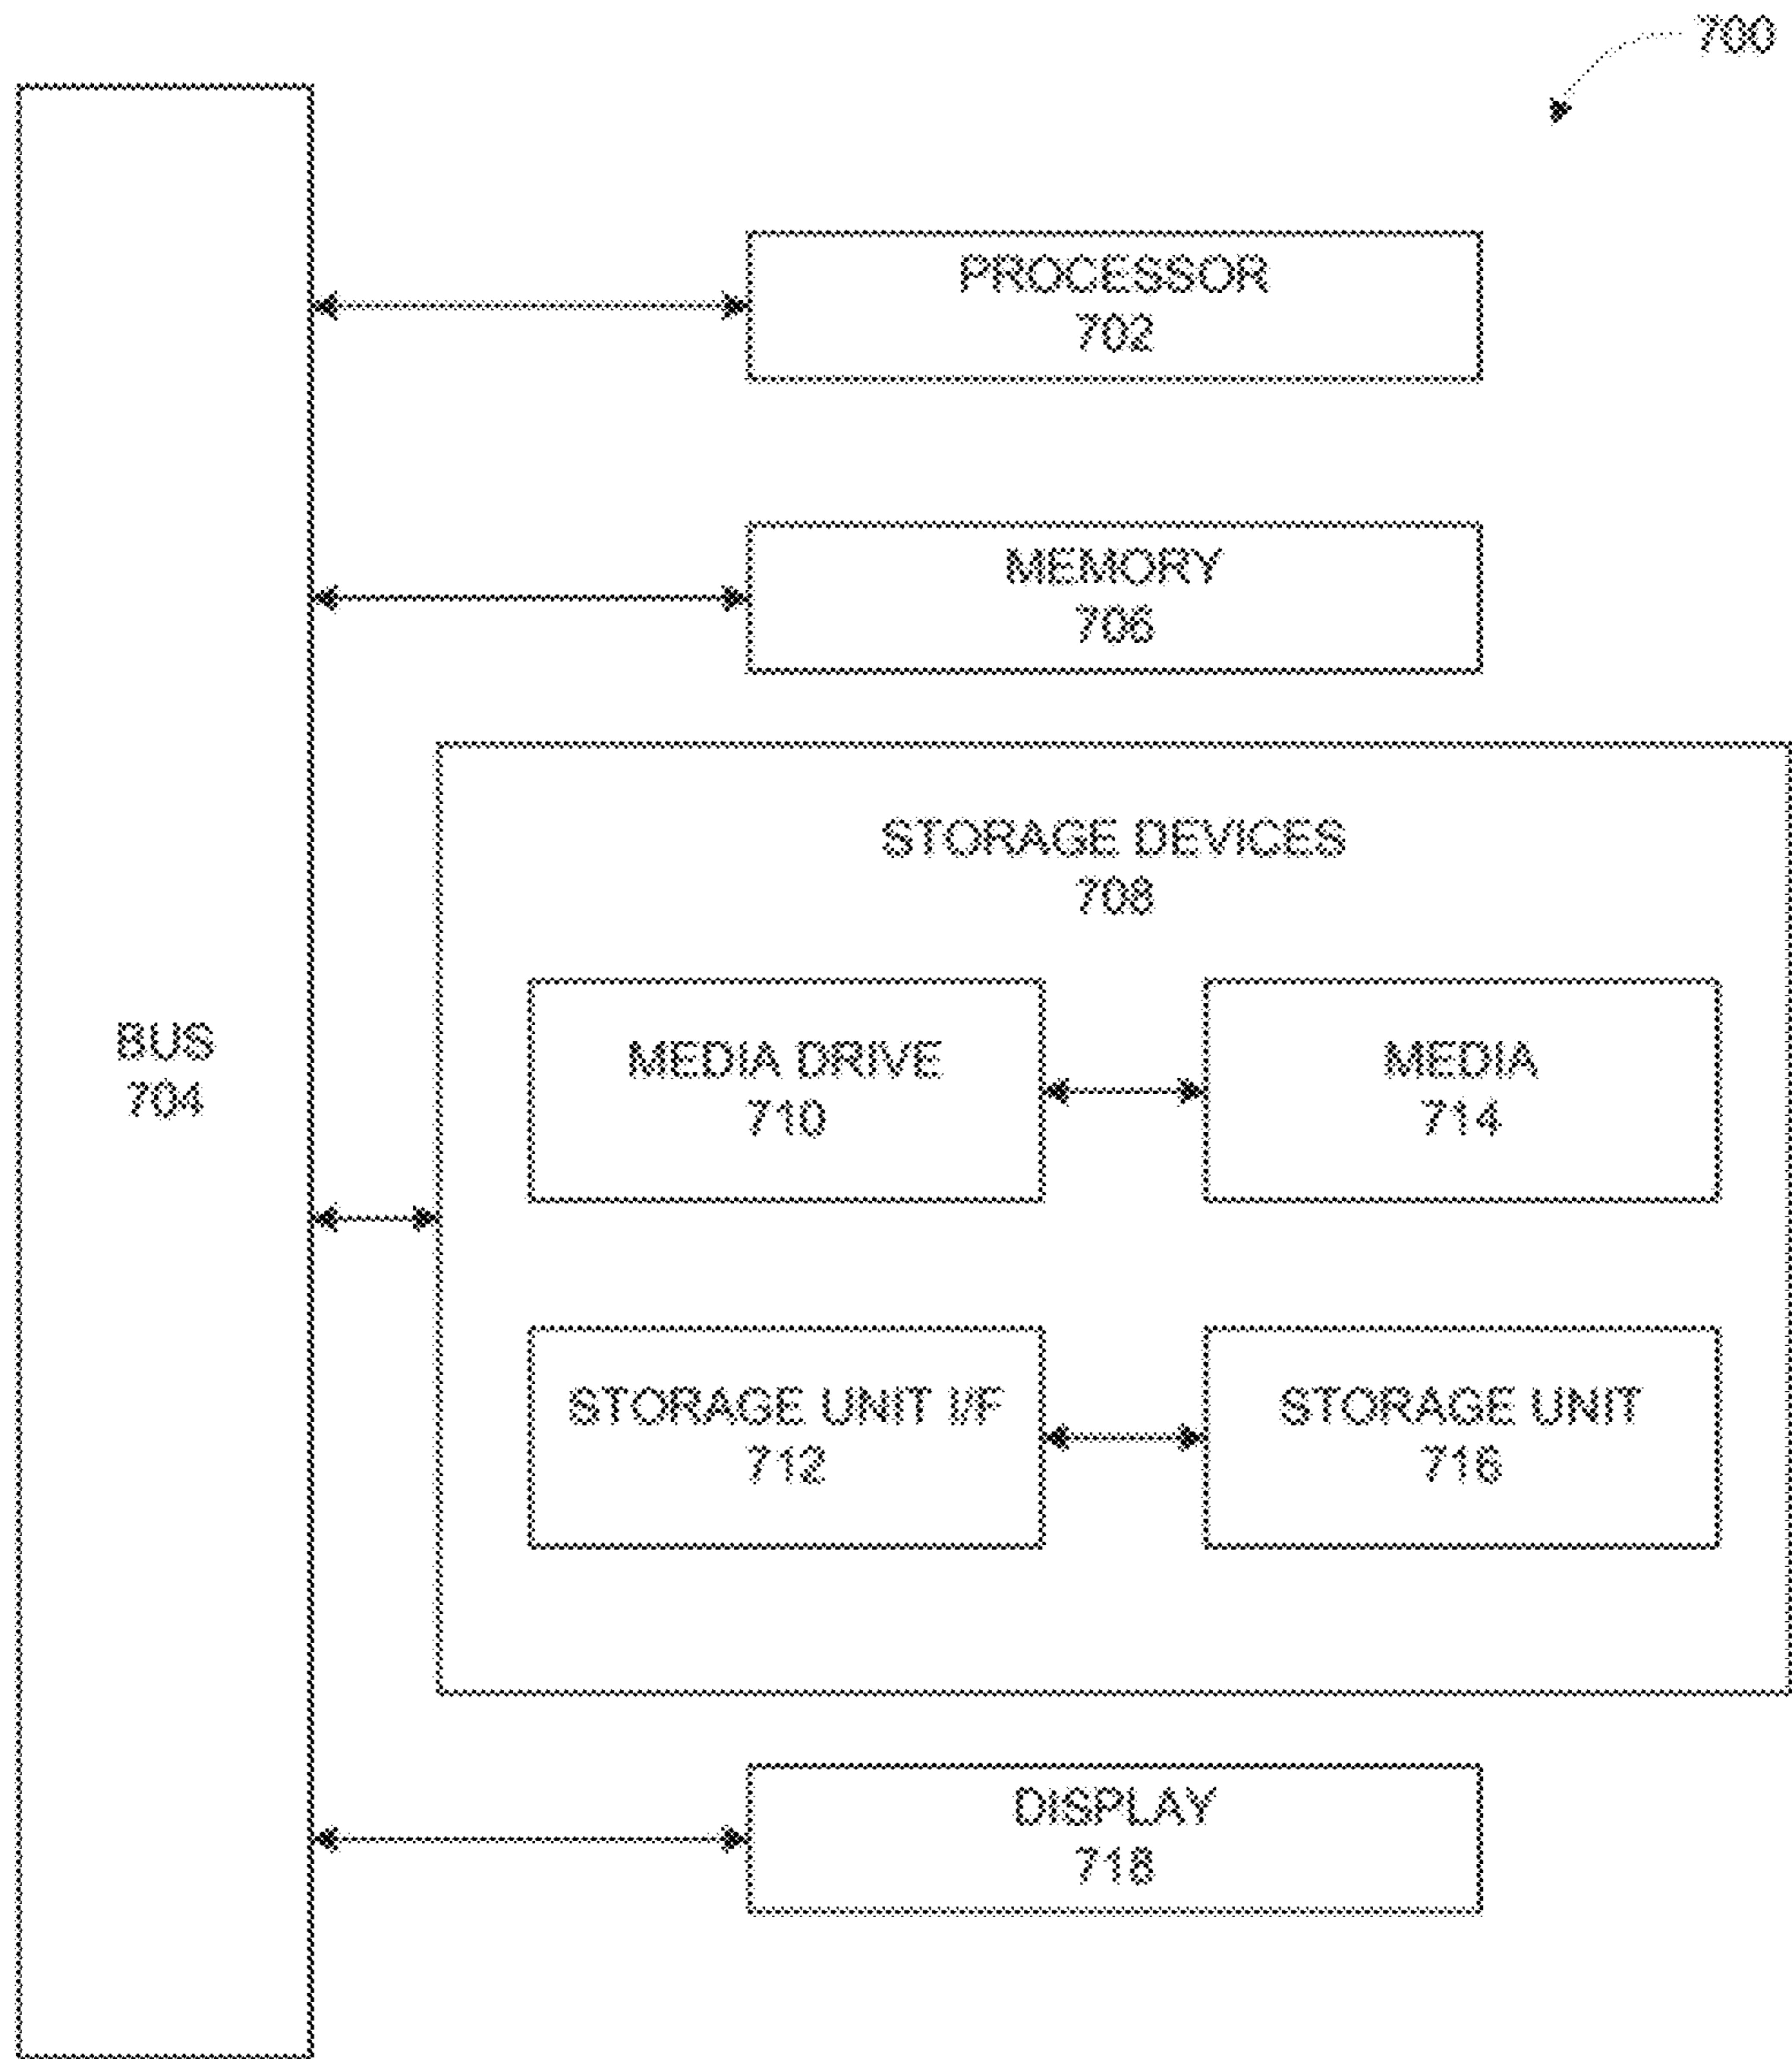 700
PROCESSOR
702
MEMORY
706
STORAGE DEVICES
708
BUS
704
MEDIA DRIVE
710
MEDIA
714
STORAGE UNIT I/F
712
STORAGE UNIT
716
DISPLAY
718